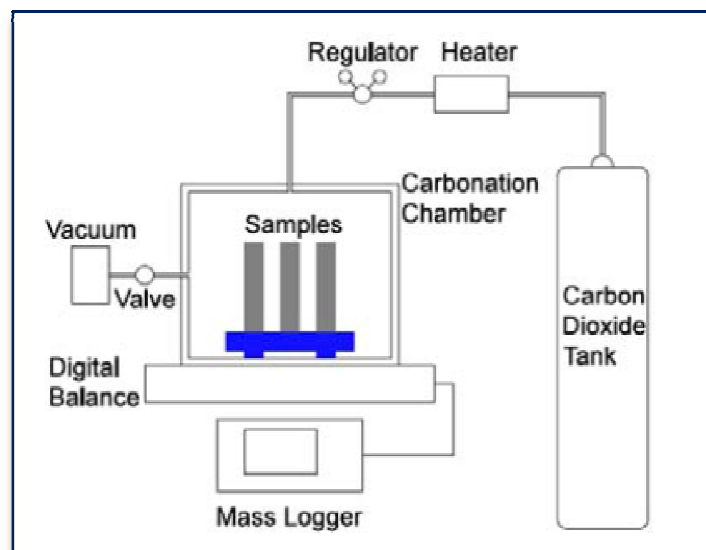 Regulator
Heater
Carbonation
Chamber
Samples
Vacuum
Valve
Carbon
Dioxide
Tank
Digital
Balance
Mass Logger